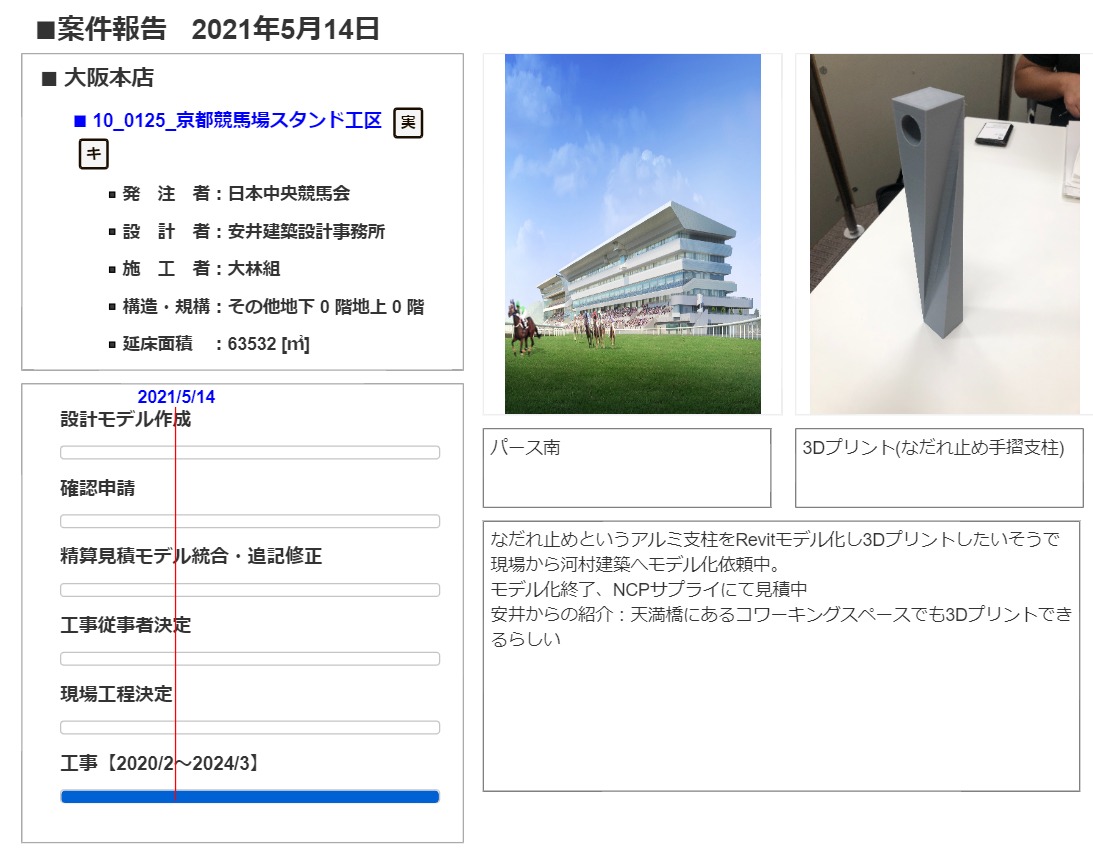 ■案件報告 2021年5月14日
■ 大阪本店
■ 10_0125_京都競馬場スタンド工区 実
キ
▪ 発 注 者:日本中央競馬会
▪ 設 計 者:安井建築設計事務所
▪ 施 工 者:大林組
▪ 構造・規構:その他地下 0 階地上 0 階
▪ 延床面積 :63532 [㎡]
2021/5/14
設計モデル作成
確認申請
精算見積モデル統合・追記修正
工事従事者決定
現場工程決定
工事【2020/2~2024/3】
パース南
3Dプリント(なだれ止め手摺支柱)
なだれ止めというアルミ支柱をRevitモデル化し3Dプリントしたいそうで
現場から河村建築へモデル化依頼中。
モデル化終了、NCPサプライにて見積中
安井からの紹介:天満橋にあるコワーキングスペースでも3Dプリントでき
るらしい